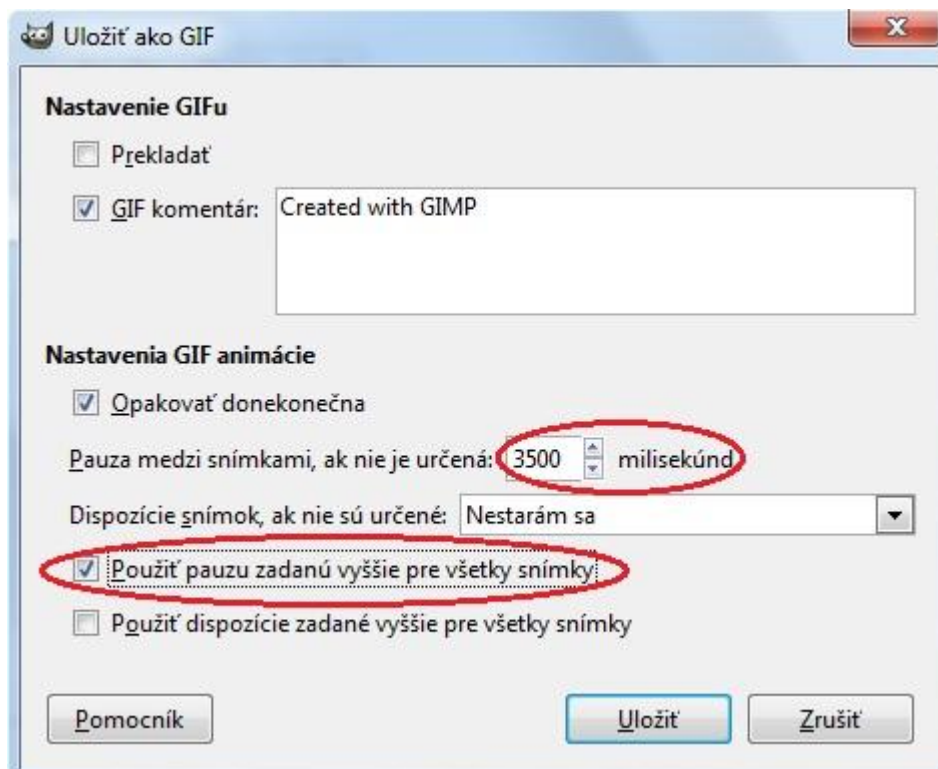 Uložiť ako GIF
Nastavenie GIFu
Prekladať
GIF komentár: Created with GIMP
Nastavenia GIF animácie
Opakovať donekonečna
Pauza medzi snímkami, ak nie je určená: 3500 milisekúnd
Dispozície snímok, ak nie sú určené: Nestarám sa
Použiť pauzu zadanú vyššie pre všetky snímky
Použiť dispozície zadané vyššie pre všetky snímky
Pomocník Uložiť Zrušiť